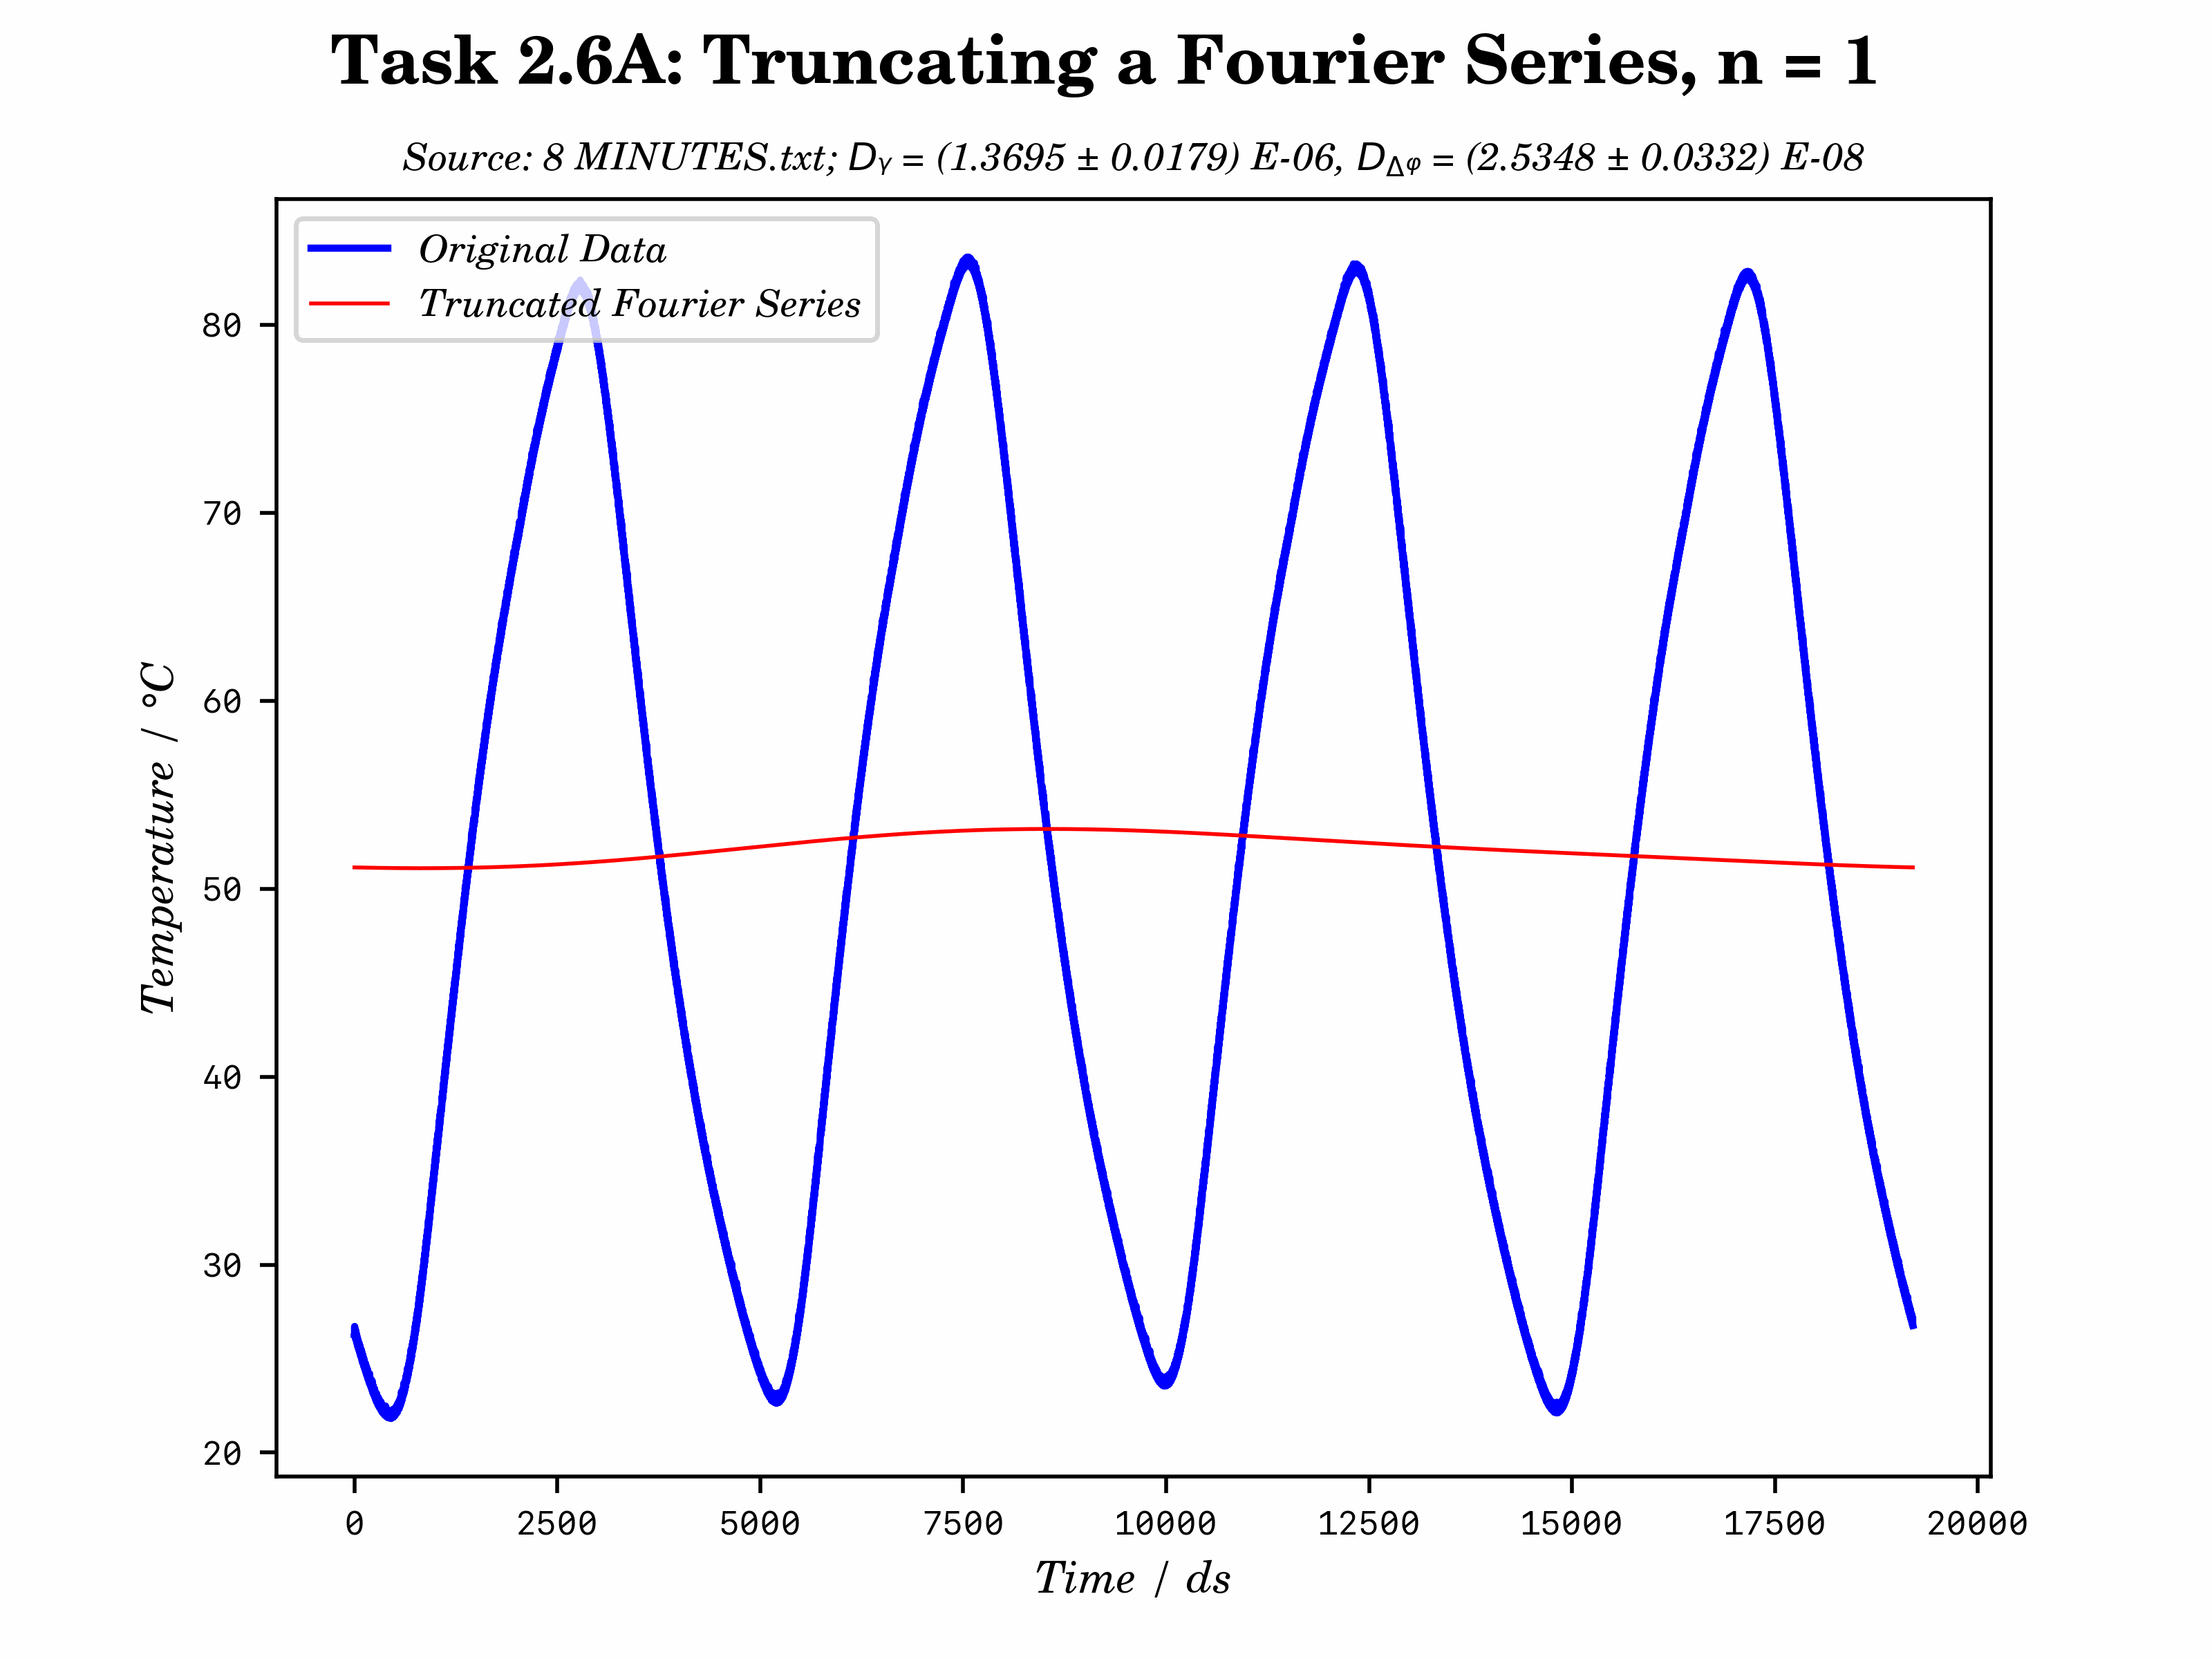 Task 2.6A: Truncating a Fourier Series, n = 1
Source: 8 MINUTES.txt; Dγ = (1.3695 ± 0.0179) E-06, DΔφ = (2.5348 ± 0.0332) E-08
Original Data
Truncated Fourier Series
80
70
60
50
40
30
20
Temperature / °C
0 2500 5000 7500 10000 12500 15000 17500 20000
Time / ds